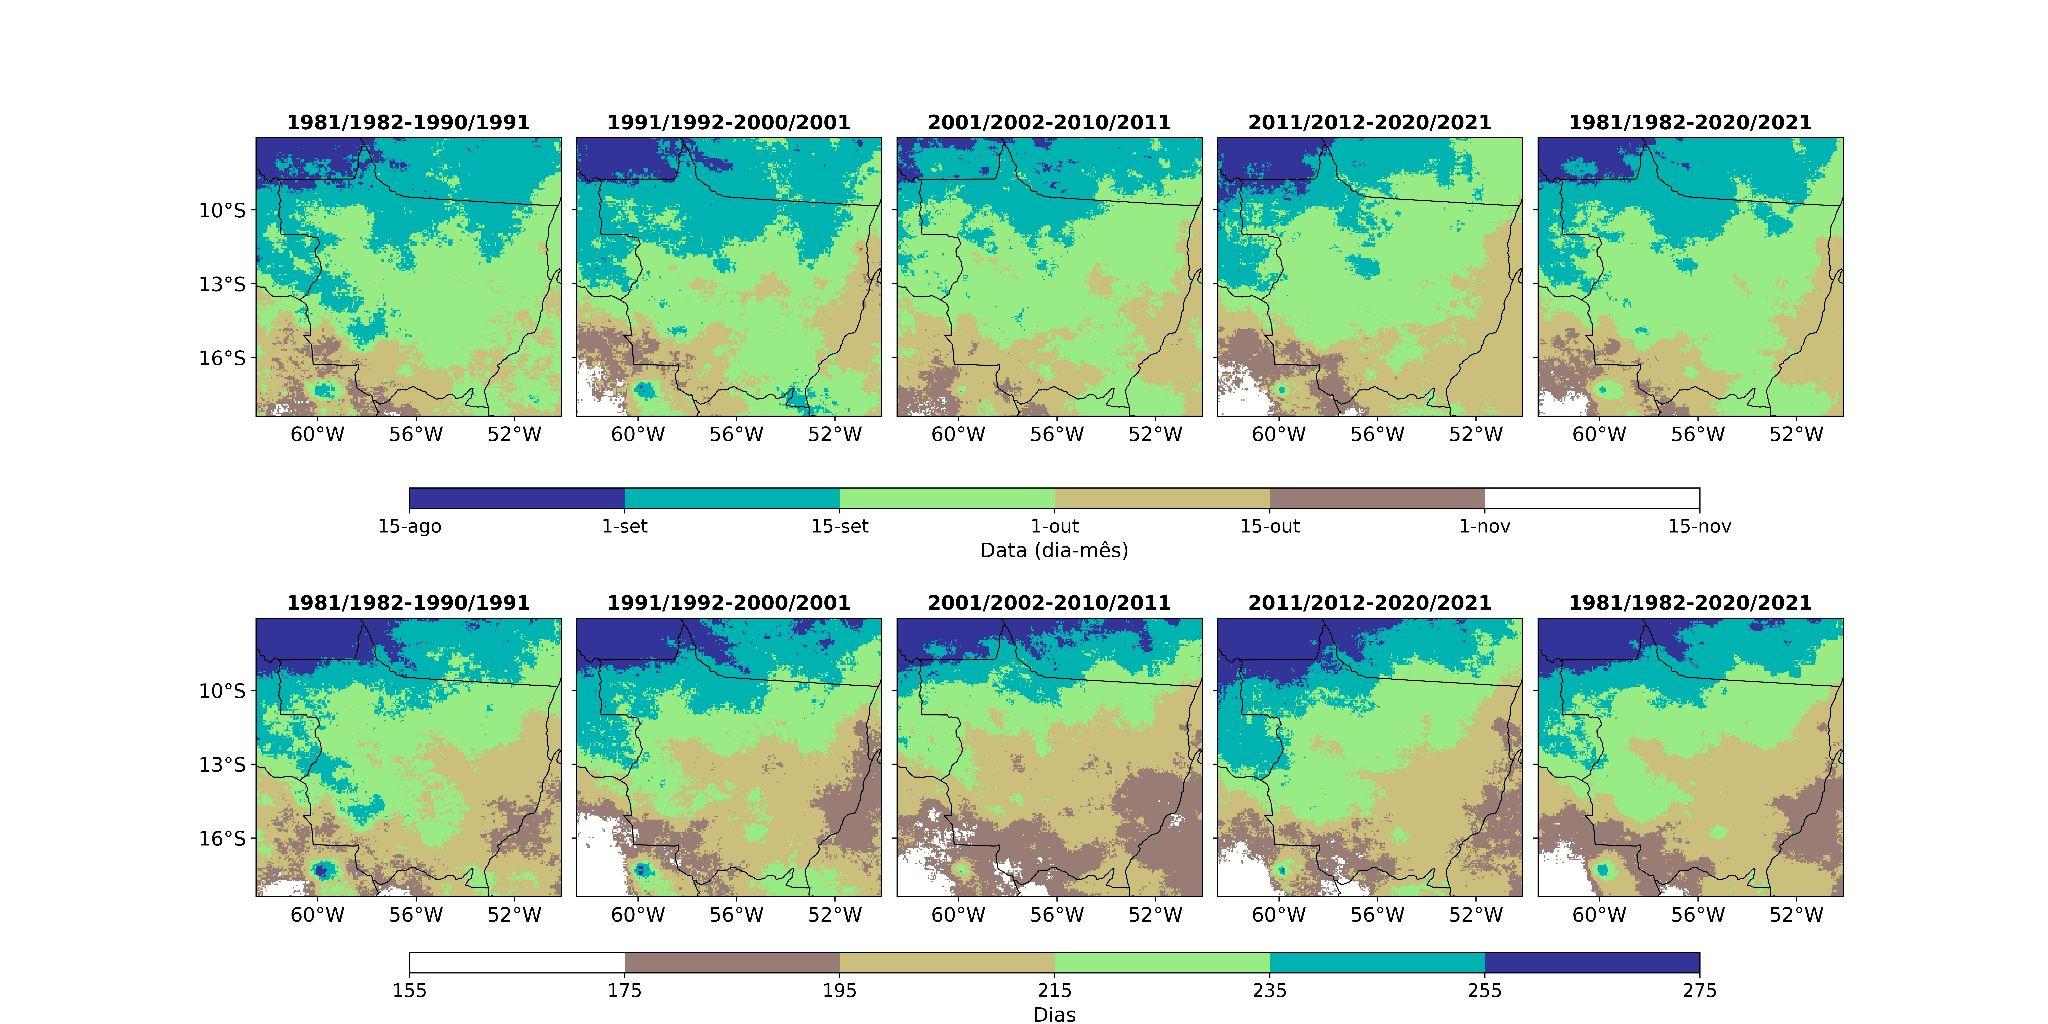 1981/1982-1990/1991 1991/1992-2000/2001 2001/2002-2010/2011 2011/2012-2020/2021 1981/1982-2020/2021
10°S
13°S
16°S
60°W 56°W 52°W 60°W 56°W 52°W 60°W 56°W 52°W 60°W 56°W 52°W 60°W 56°W 52°W
15-ago 1-set 15-set 1-out 15-out 1-nov 15-nov
Data (dia-mês)
1981/1982-1990/1991 1991/1992-2000/2001 2001/2002-2010/2011 2011/2012-2020/2021 1981/1982-2020/2021
10°S
13°S
16°S
60°W 56°W 52°W 60°W 56°W 52°W 60°W 56°W 52°W 60°W 56°W 52°W 60°W 56°W 52°W
155 175 195 215 235 255 275
Dias